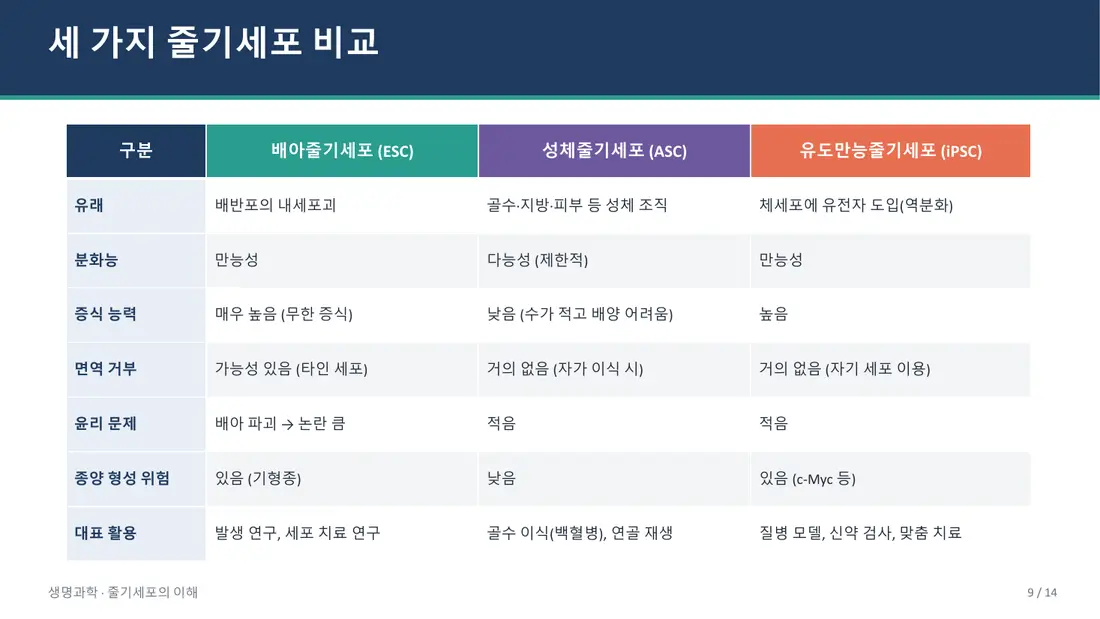 세 가지 줄기세포 비교
구분 배아줄기세포 (ESC) 성체줄기세포 (ASC) 유도만능줄기세포 (iPSC)
유래 배반포의 내세포괴 골수·지방·피부 등 성체 조직 체세포에 유전자 도입(역분화)
분화능 만능성 다능성 (제한적) 만능성
증식 능력 매우 높음 (무한 증식) 낮음 (수가 적고 배양 어려움) 높음
면역 거부 가능성 있음 (타인 세포) 거의 없음 (자가 이식 시) 거의 없음 (자기 세포 이용)
윤리 문제 배아 파괴 → 논란 큼 적음 적음
종양 형성 위험 있음 (기형종) 낮음 있음 (c-Myc 등)
대표 활용 발생 연구, 세포 치료 연구 골수 이식(백혈병), 연골 재생 질병 모델, 신약 검사, 맞춤 치료
생명과학 · 줄기세포의 이해 9 / 14